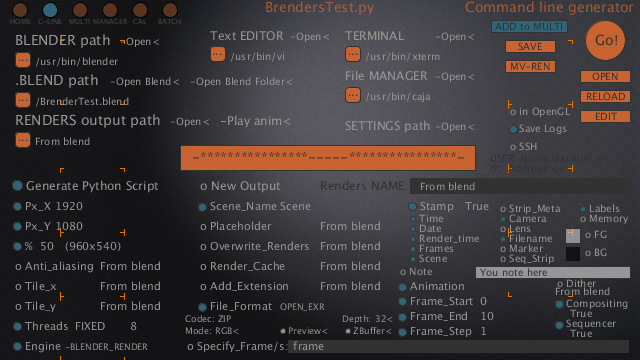 BrendersTest.py
Command line generator
HOME C-LINE MULTI MANAGER CAL BATCH
ADD to MULTI
BLENDER path -Open<
... /usr/bin/blender
Text EDITOR -Open<
... /usr/bin/vi
TERMINAL -Open<
... /usr/bin/xterm
SAVE
MV-REN
Go!
.BLEND path -Open Blend< -Open Blend Folder<
... /BrenderTest.blend
File MANAGER -Open<
... /usr/bin/caja
OPEN
RELOAD
EDIT
RENDERS output path -Open< -Play anim<
... From blend
SETTINGS path -Open<
o in OpenGL
Save Logs
o SSH
USER Name Machine <<
IP Address <<
_****************_____****************_
Generate Python Script
Px_X 1920
Px_Y 1080
% 50 (960x540)
o Anti_aliasing From blend
o Tile_x From blend
o Tile_y From blend
Threads FIXED 8
Engine -BLENDER_RENDER
o New Output
Renders NAME: From blend
Scene_Name Scene
o Placeholder From blend
o Overwrite_Renders From blend
o Render_Cache From blend
o Add_Extension From blend
File_Format OPEN_EXR
Codec: ZIP Depth: 32<
Mode: RGB< *Preview< *ZBuffer<
o Specify_Frame/s: frame
Stamp True
Time
Date
Render_time
Frames
Scene
o Strip_Meta
Camera
o Lens
Filename
o Marker
o Seq_Strip
Labels
o Memory
o FG
o BG
o Note You note here
Animation
Frame_Start 0
Frame_End 10
Frame_Step 1
o Dither
From blend
Compositing
True
Sequencer
True